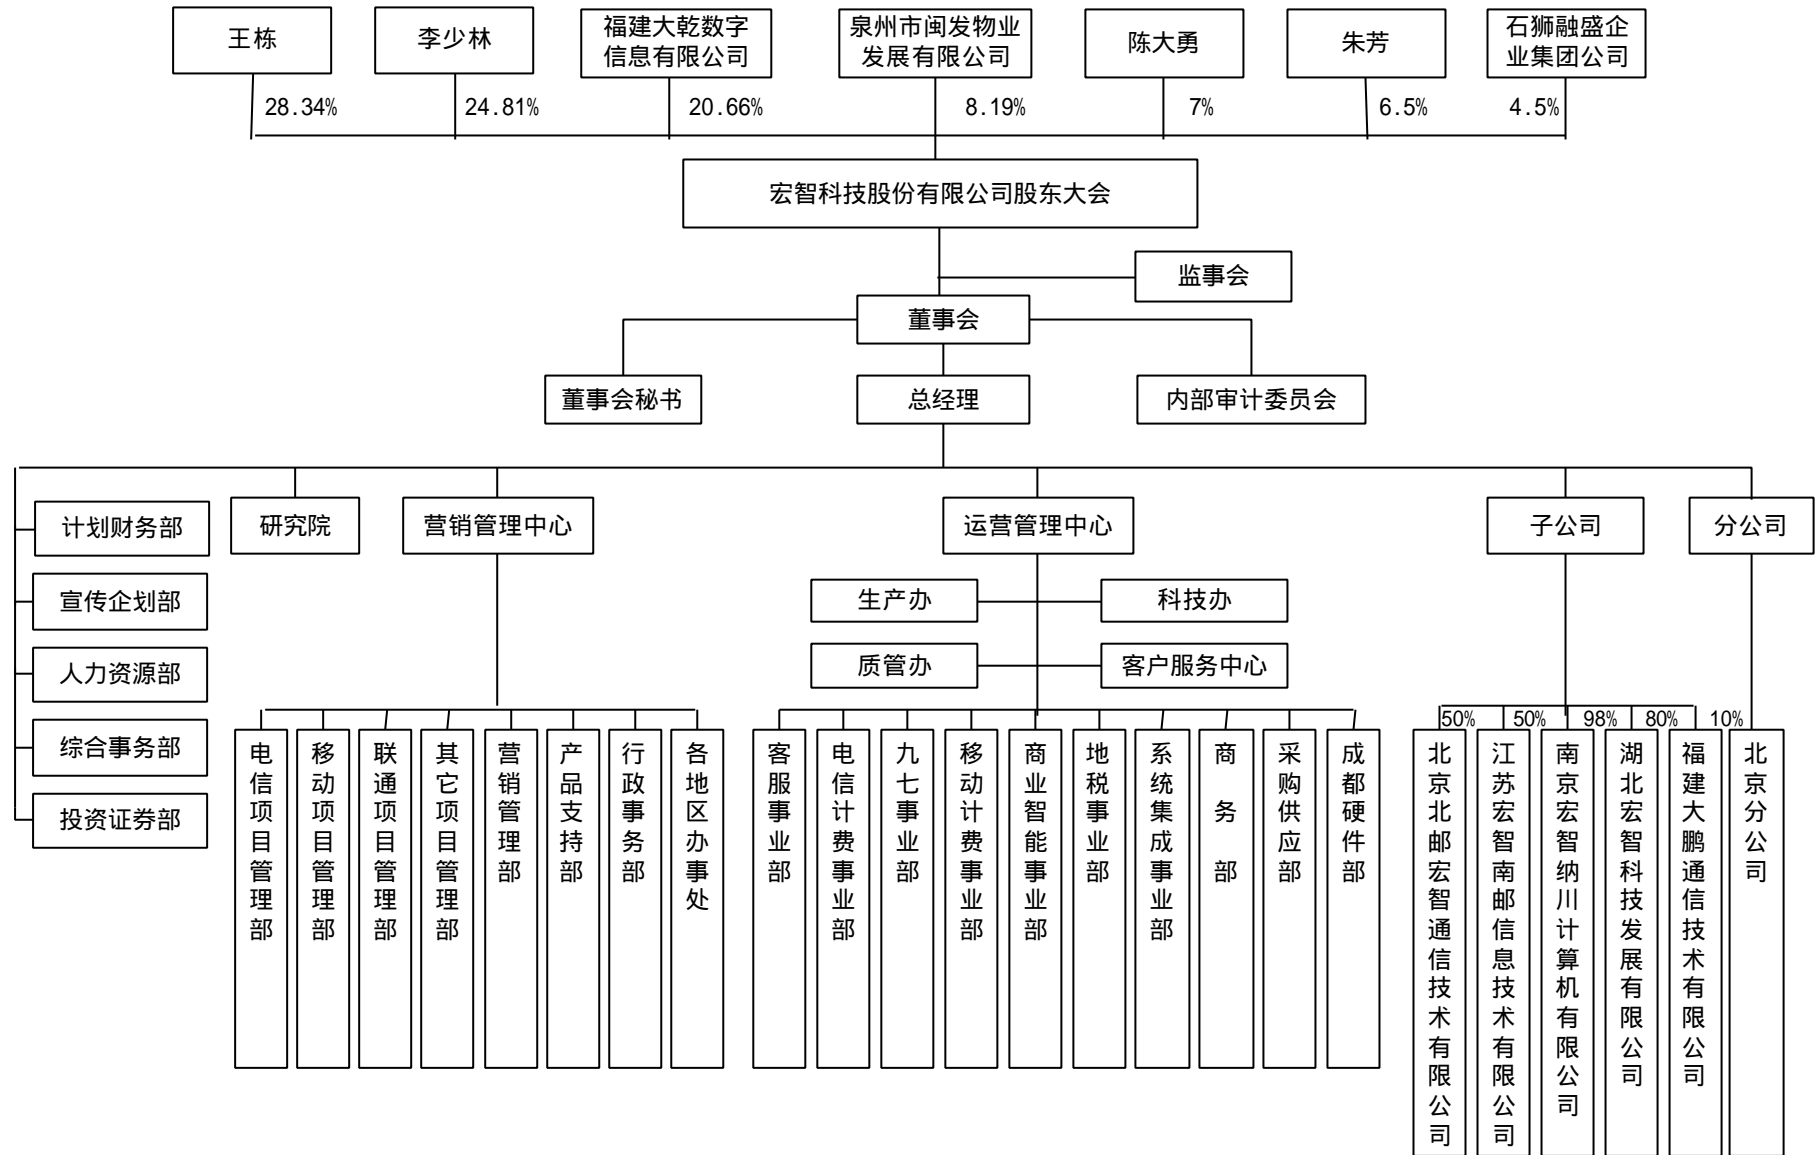 王栋
李少林
福建大乾数字
信息有限公司
泉州市闽发物业
发展有限公司
陈大勇
朱芳
石狮融盛企
业集团公司
28.34%
24.81%
20.66%
8.19%
7%
6.5%
4.5%
宏智科技股份有限公司股东大会
监事会
董事会
董事会秘书
总经理
内部审计委员会
计划财务部
研究院
营销管理中心
运营管理中心
子公司
分公司
宣传企划部
生产办
科技办
人力资源部
质管办
客户服务中心
综合事务部
投资证券部
50%
50%
98%
80%
10%
电信项目管理部
移动项目管理部
联通项目管理部
其它项目管理部
营销管理部
产品支持部
行政事务部
各地区办事处
客服事业部
电信计费事业部
九七事业部
移动计费事业部
商业智能事业部
地税事业部
系统集成事业部
商务部
采购供应部
成都硬件部
北京北邮宏智通信技术有限公司
江苏宏智南邮信息技术有限公司
南京宏智纳川计算机有限公司
湖北宏智科技发展有限公司
福建大鹏通信技术有限公司
北京分公司